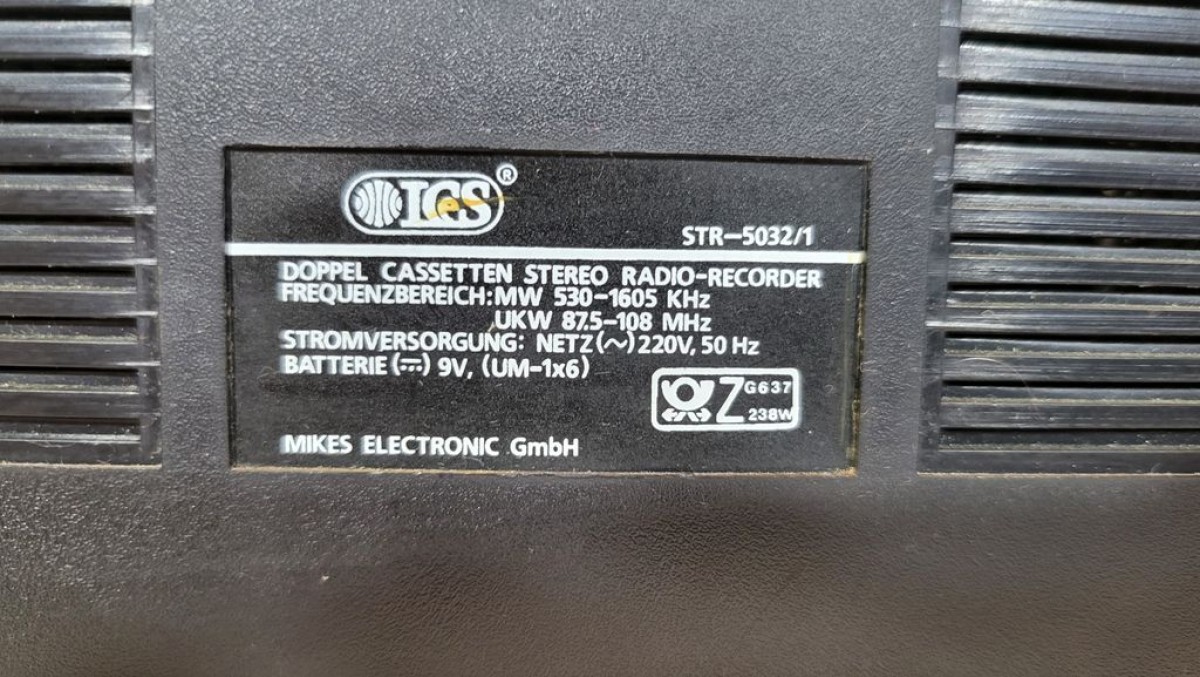 IGS®
STR-5032/1
DOPPEL CASSETTEN STEREO RADIO-RECORDER
FREQUENZBEREICH: MW 530-1605 KHz
UKW 87.5-108 MHz
STROMVERSORGUNG: NETZ (~) 220V, 50 Hz
BATTERIE (⎓) 9V, (UM-1x6)
Z G637
238W
MIKES ELECTRONIC GmbH